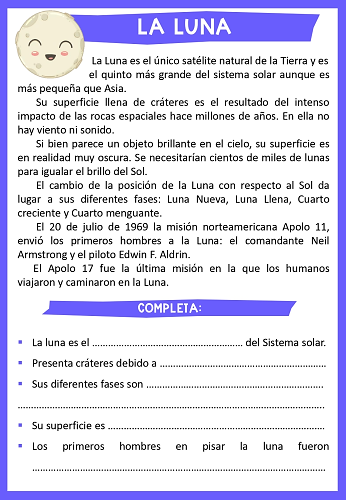 LA LUNA
La Luna es el único satélite natural de la Tierra y es
el quinto más grande del sistema solar aunque es
más pequeña que Asia.
Su superficie llena de cráteres es el resultado del intenso
impacto de las rocas espaciales hace millones de años. En ella no
hay viento ni sonido.
Si bien parece un objeto brillante en el cielo, su superficie es
en realidad muy oscura. Se necesitarían cientos de miles de lunas
para igualar el brillo del Sol.
El cambio de la posición de la Luna con respecto al Sol da
lugar a sus diferentes fases: Luna Nueva, Luna Llena, Cuarto
creciente y Cuarto menguante.
El 20 de julio de 1969 la misión norteamericana Apolo 11,
envió los primeros hombres a la Luna: el comandante Neil
Armstrong y el piloto Edwin F. Aldrin.
El Apolo 17 fue la última misión en la que los humanos
viajaron y caminaron en la Luna.
COMPLETA:
▪ La luna es el ........................................................ del Sistema solar.
▪ Presenta cráteres debido a ..............................................................
▪ Sus diferentes fases son ..................................................................
....................................................................................................................
▪ Su superficie es .................................................................................
▪ Los primeros hombres en pisar la luna fueron
..............................................................................................................